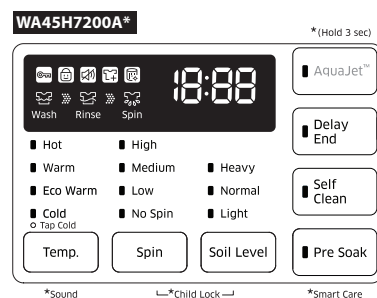 WA45H7200A*
*(Hold 3 sec)
18:88
AquaJet™
Wash Rinse Spin
Delay
End
Hot High
Warm Medium Heavy
Eco Warm Low Normal
Cold No Spin Light
Tap Cold
Self
Clean
Temp. Spin Soil Level Pre Soak
*Sound *Child Lock *Smart Care